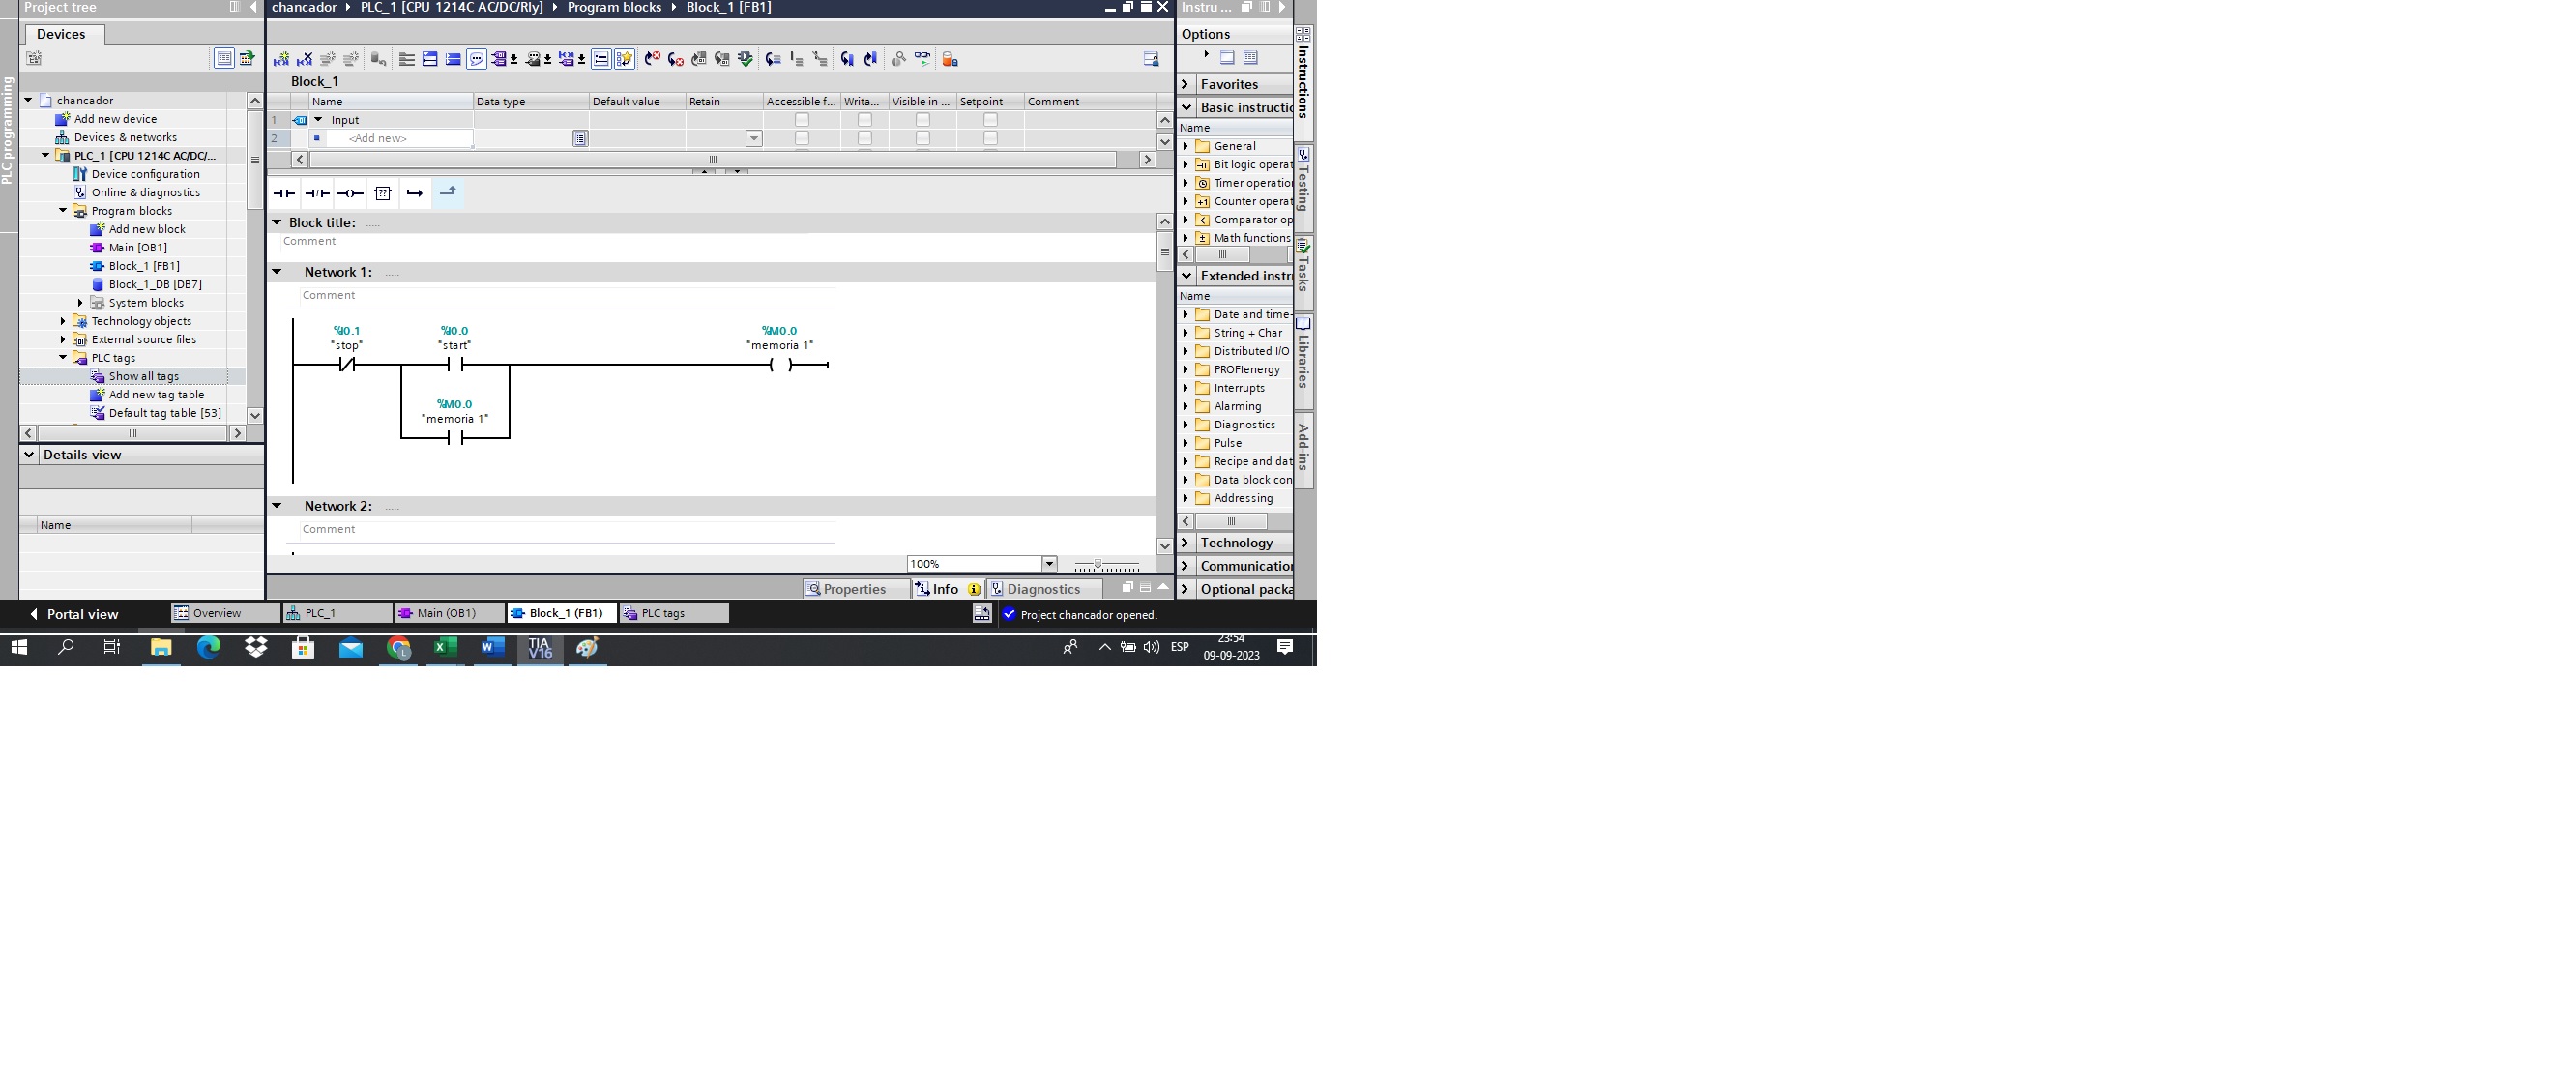 Project tree
chancador PLC_1 [CPU 1214C AC/DC/Rly] Program blocks Block_1 [FB1]
Instru ...
Devices
Options
PLC programming
Block_1
Name Data type Default value Retain Accessible f... Writa... Visible in ... Setpoint Comment
1 Input
2 <Add new>
chancador
Add new device
Devices & networks
PLC_1 [CPU 1214C AC/DC/...
Device configuration
Online & diagnostics
Program blocks
Add new block
Main [OB1]
Block_1 [FB1]
Block_1_DB [DB7]
System blocks
Technology objects
External source files
PLC tags
Show all tags
Add new tag table
Default tag table [53]
Details view
Name
Block title: .....
Comment
Network 1: .....
Comment
%I0.1 %I0.0 %M0.0
"stop" "start" "memoria 1"
%M0.0
"memoria 1"
Network 2: .....
Comment
100%
Properties Info Diagnostics
Favorites
Basic instructio
Name
General
Bit logic operat
Timer operatio
Counter operat
Comparator op
Math functions
Extended instr
Name
Date and time-
String + Char
Distributed I/O
PROFIenergy
Interrupts
Alarming
Diagnostics
Pulse
Recipe and dat
Data block con
Addressing
Technology
Communication
Optional packa
Instructions
Testing
Tasks
Libraries
Add-ins
Portal view Overview PLC_1 Main (OB1) Block_1 (FB1) PLC tags Project chancador opened.
TIA V16
ESP
23:54
09-09-2023